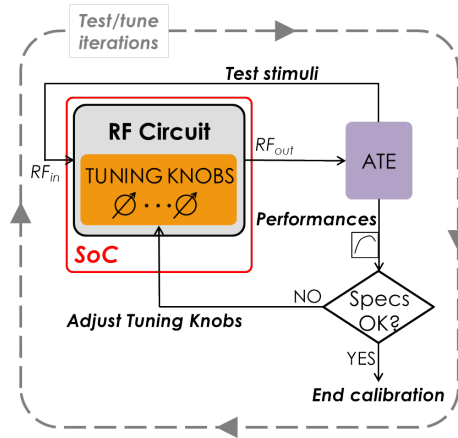 Test/tune
iterations
Test stimuli
RF Circuit
RFin
RFout
ATE
TUNING KNOBS
SoC
Performances
Specs
OK?
NO
Adjust Tuning Knobs
YES
End calibration